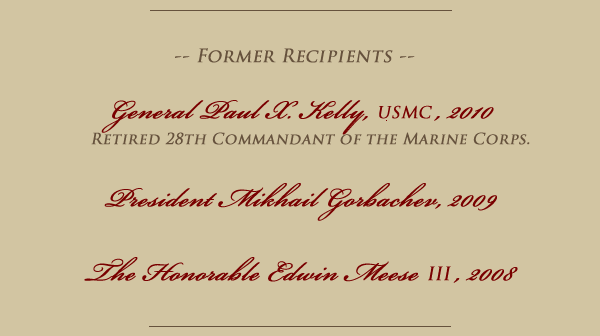 -- Former Recipients --
General Paul X. Kelly, USMC, 2010
Retired 28th Commandant of the Marine Corps.
President Mikhail Gorbachev, 2009
The Honorable Edwin Meese III, 2008